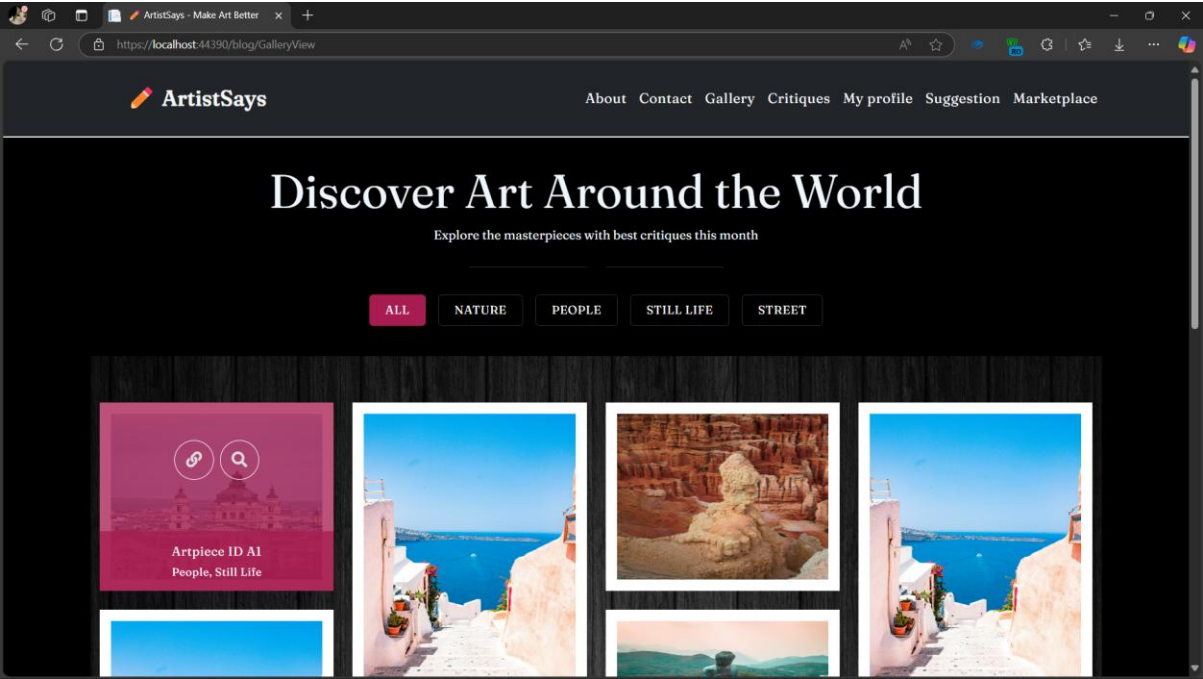 ArtistSays - Make Art Better
https://localhost:44390/blog/GalleryView
ArtistSays
About Contact Gallery Critiques My profile Suggestion Marketplace
Discover Art Around the World
Explore the masterpieces with best critiques this month
ALL NATURE PEOPLE STILL LIFE STREET
Artpiece ID A1
People, Still Life